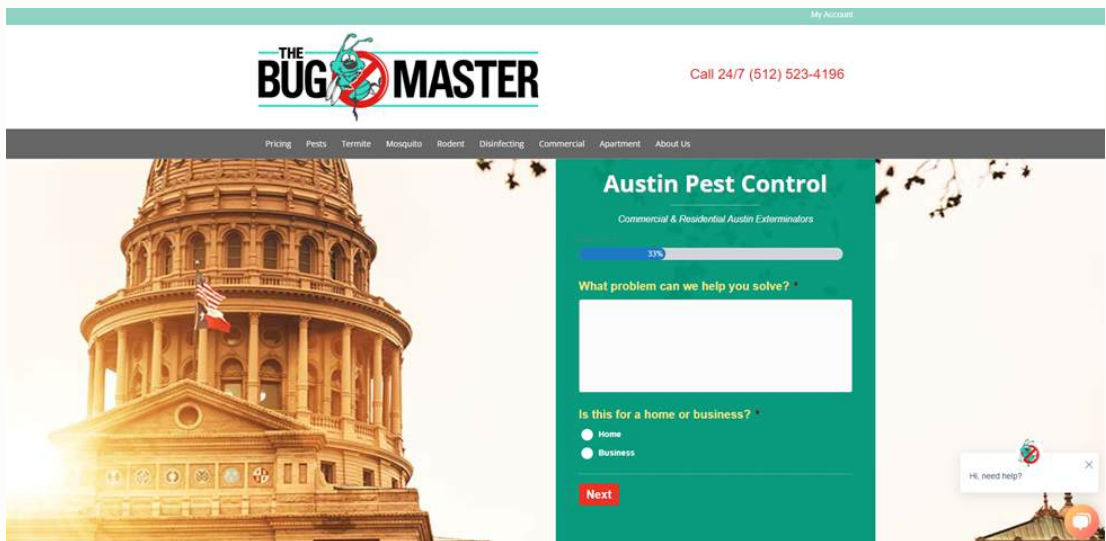 My Account
THE
BUG MASTER
Call 24/7 (512) 523-4196
Pricing Pests Termite Mosquito Rodent Disinfecting Commercial Apartment About Us
Austin Pest Control
Commercial & Residential Austin Exterminators
33%
What problem can we help you solve? *
Is this for a home or business? *
Home
Business
Next
Hi, need help?